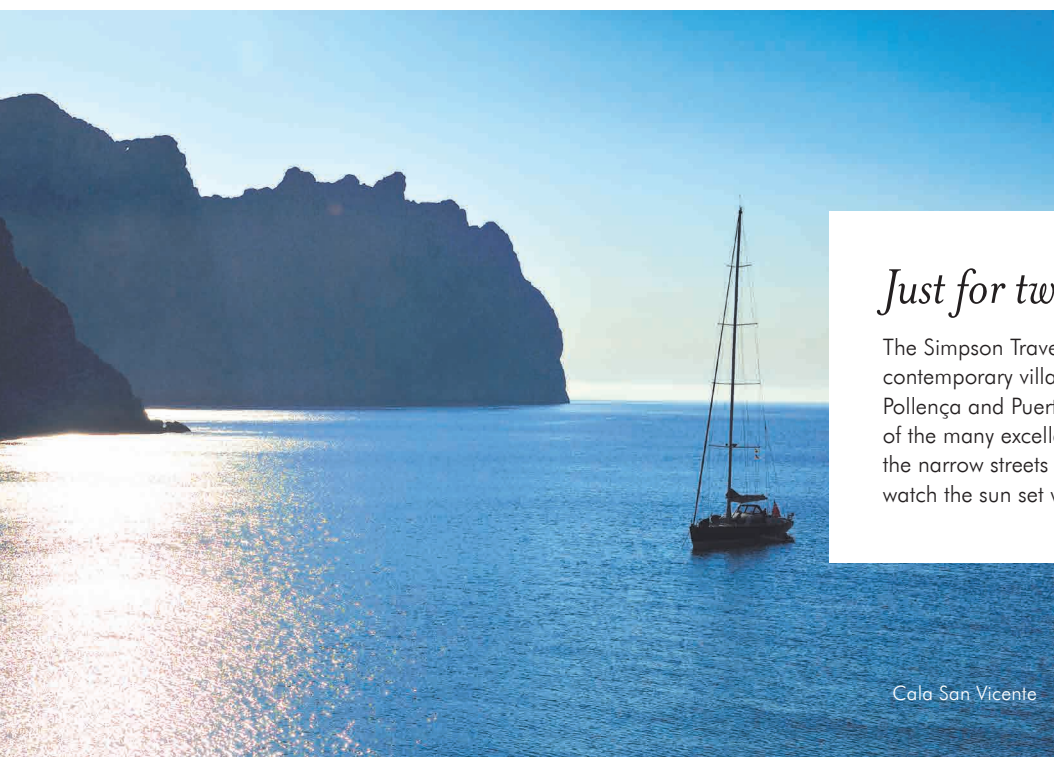 Just for tw
The Simpson Trave
contemporary villa
Pollença and Puert
of the many excelle
the narrow streets
watch the sun set v
Cala San Vicente